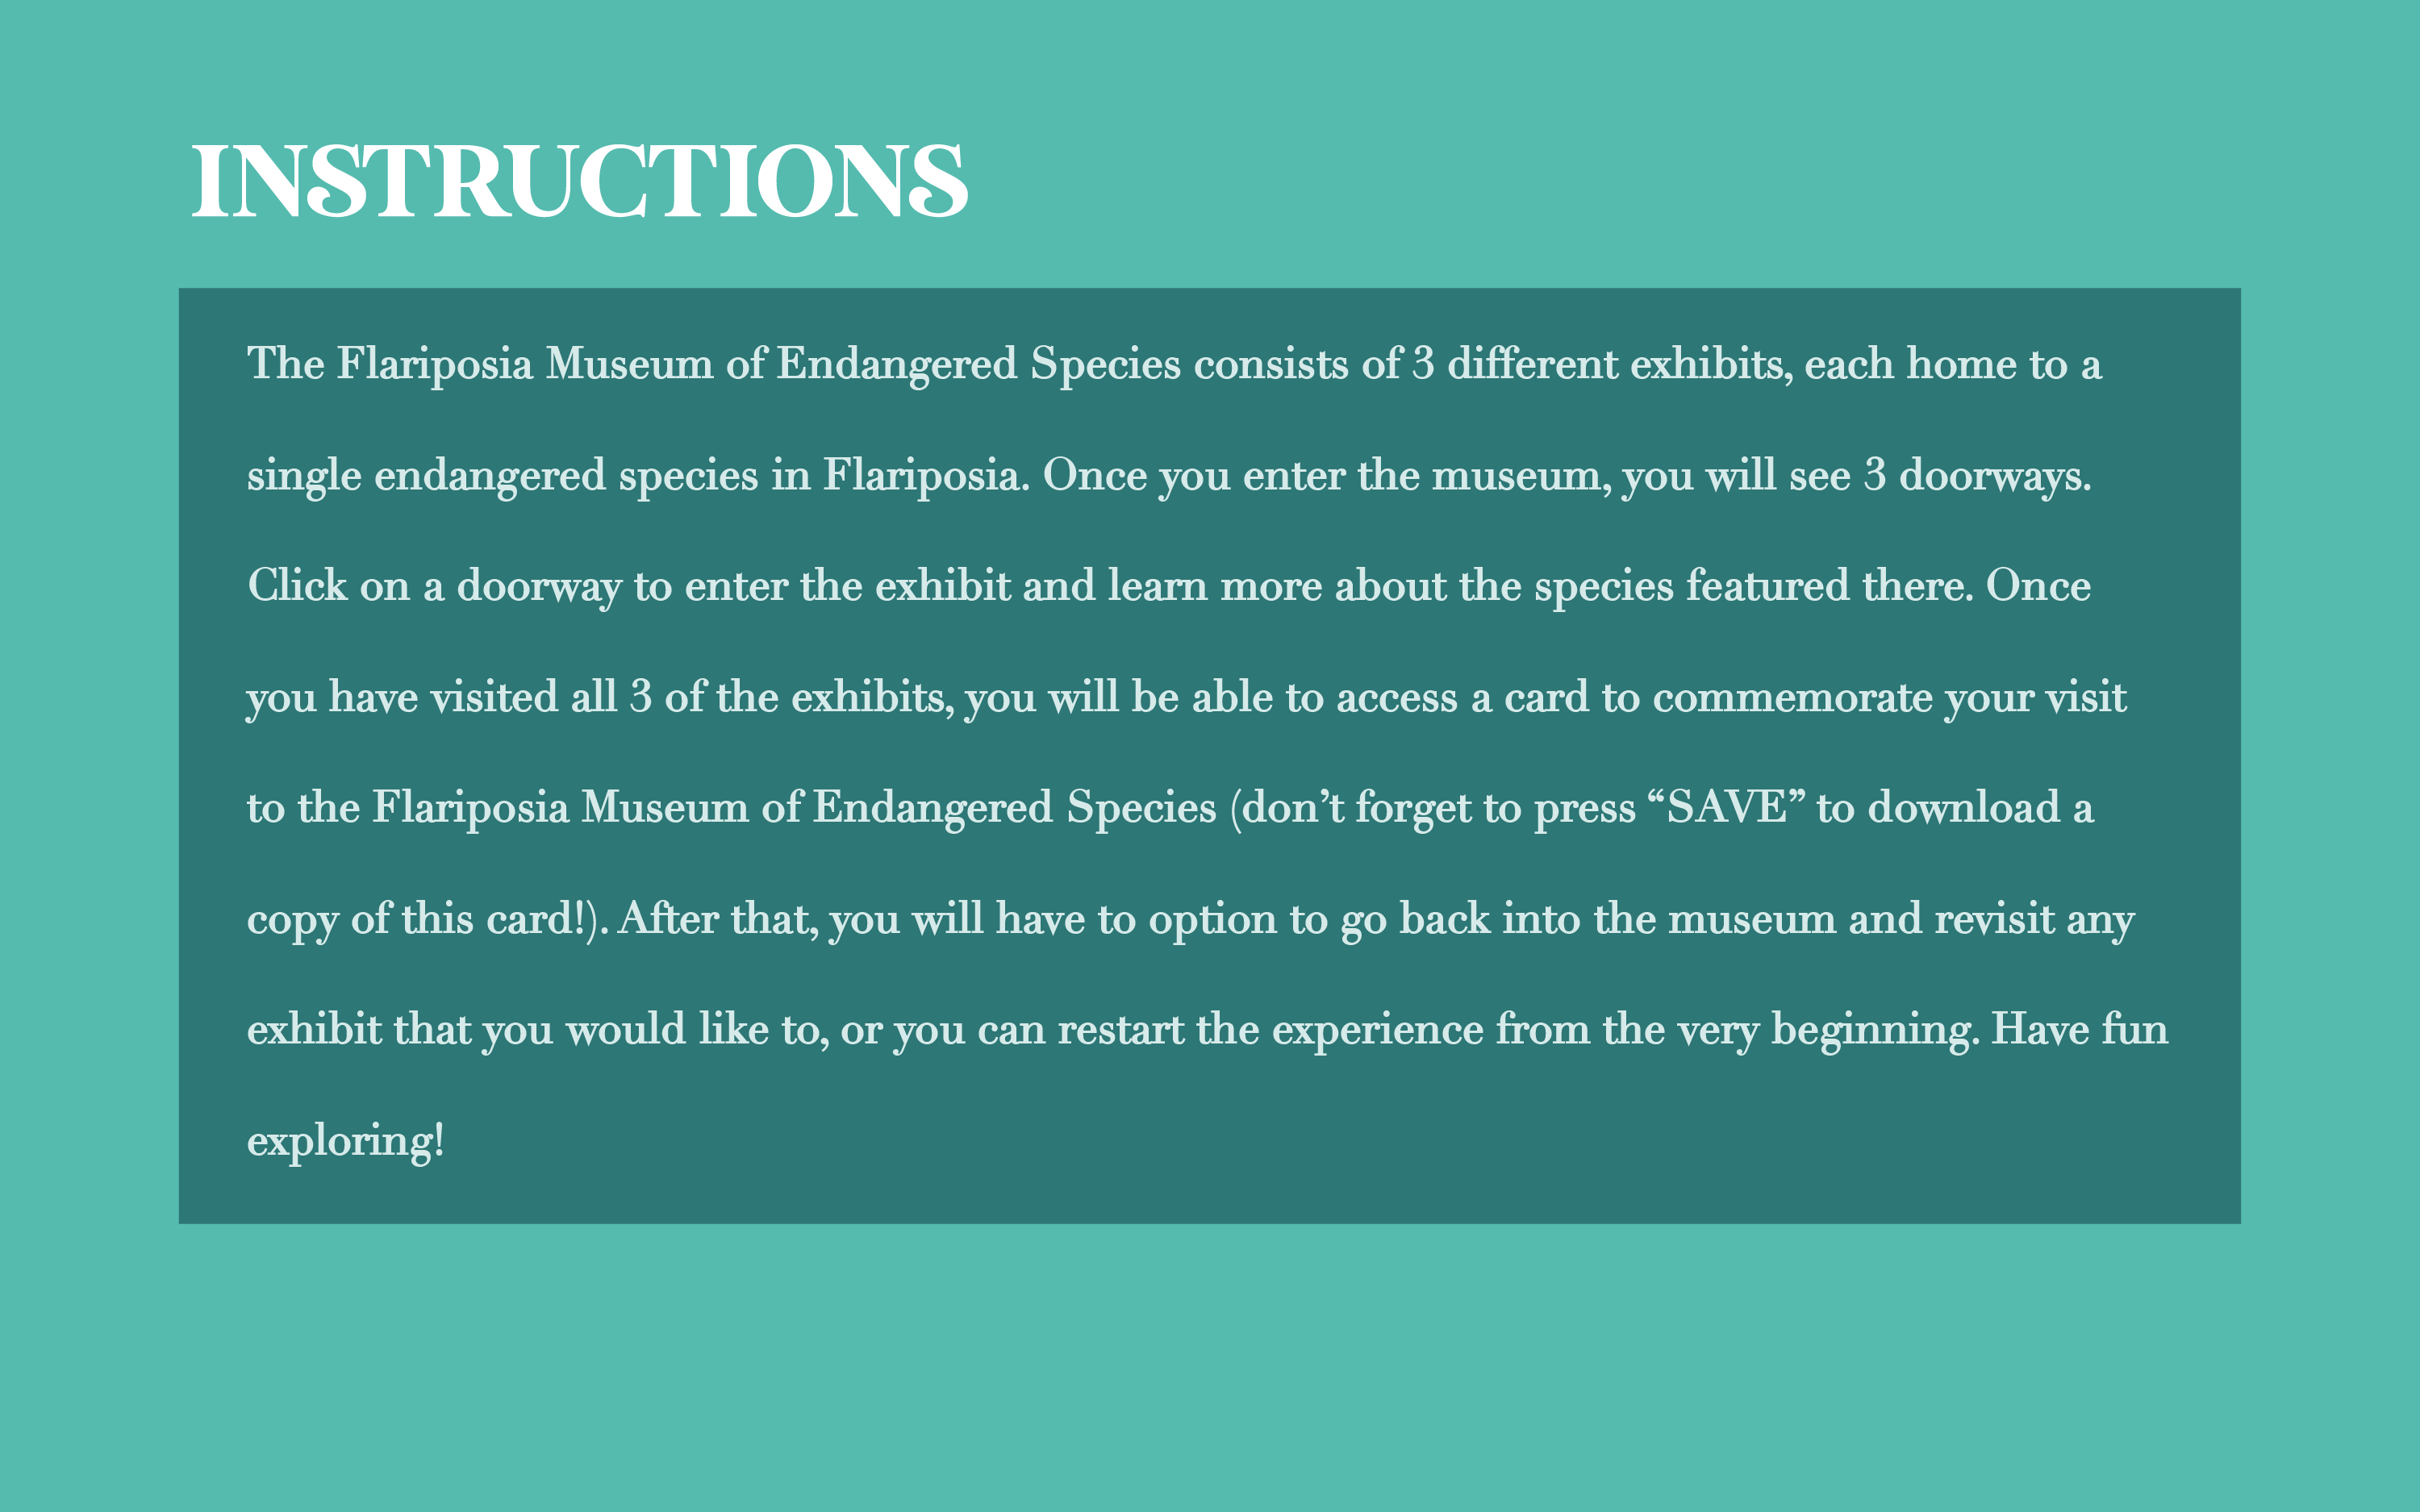 INSTRUCTIONS
The Flariposia Museum of Endangered Species consists of 3 different exhibits, each home to a
single endangered species in Flariposia. Once you enter the museum, you will see 3 doorways.
Click on a doorway to enter the exhibit and learn more about the species featured there. Once
you have visited all 3 of the exhibits, you will be able to access a card to commemorate your visit
to the Flariposia Museum of Endangered Species (don’t forget to press “SAVE” to download a
copy of this card!). After that, you will have to option to go back into the museum and revisit any
exhibit that you would like to, or you can restart the experience from the very beginning. Have fun
exploring!